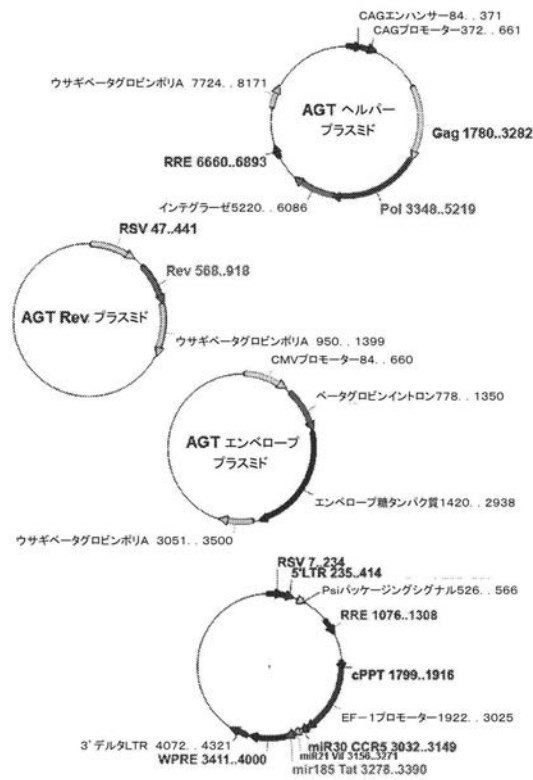 CAGエンハンサー84. . 371
CAGプロモーター372. . 661
ウサギベータグロビンポリA 7724. . 8171
AGT ヘルパー
プラスミド
Gag 1780..3282
RRE 6660..6893
インテグラーゼ5220. . 6086
Pol 3348..5219
RSV 47..441
Rev 568..918
AGT Rev プラスミド
ウサギベータグロビンポリA 950. . 1399
CMVプロモーター84. . 660
ベータグロビンイントロン778. . 1350
AGT エンベロープ
プラスミド
エンベロープ糖タンパク質1420. . 2938
ウサギベータグロビンポリA 3051. . 3500
RSV 7..234
5'LTR 235..414
Psiパッケージングシグナル526. . 566
RRE 1076..1308
cPPT 1799..1916
EF-1プロモーター1922. . 3025
3'デルタLTR 4072. . 4321
miR30 CCR5 3032..3149
miR21 Vif 3156..3271
WPRE 3411..4000
mir185 Tat 3278..3390